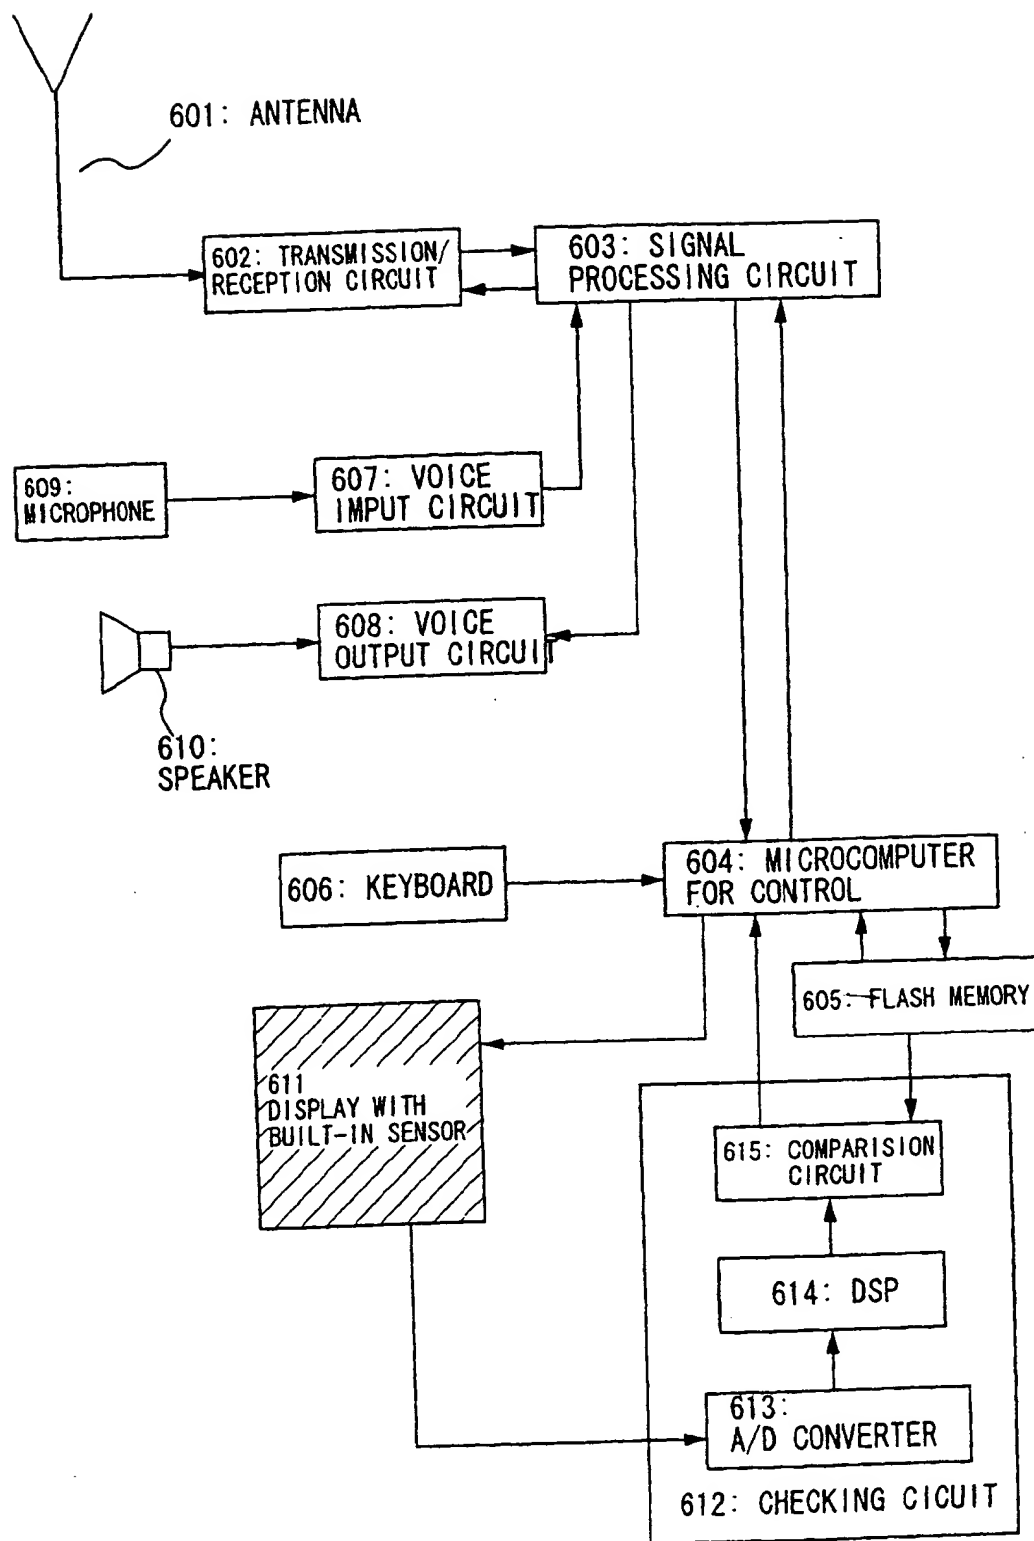 601: ANTENNA
602: TRANSMISSION/
RECEPTION CIRCUIT
603: SIGNAL
PROCESSING CIRCUIT
609:
MICROPHONE
607: VOICE
IMPUT CIRCUIT
608: VOICE
OUTPUT CIRCUIT
610:
SPEAKER
606: KEYBOARD
604: MICROCOMPUTER
FOR CONTROL
605: FLASH MEMORY
611
DISPLAY WITH
BUILT-IN SENSOR
615: COMPARISION
CIRCUIT
614: DSP
613:
A/D CONVERTER
612: CHECKING CICUIT